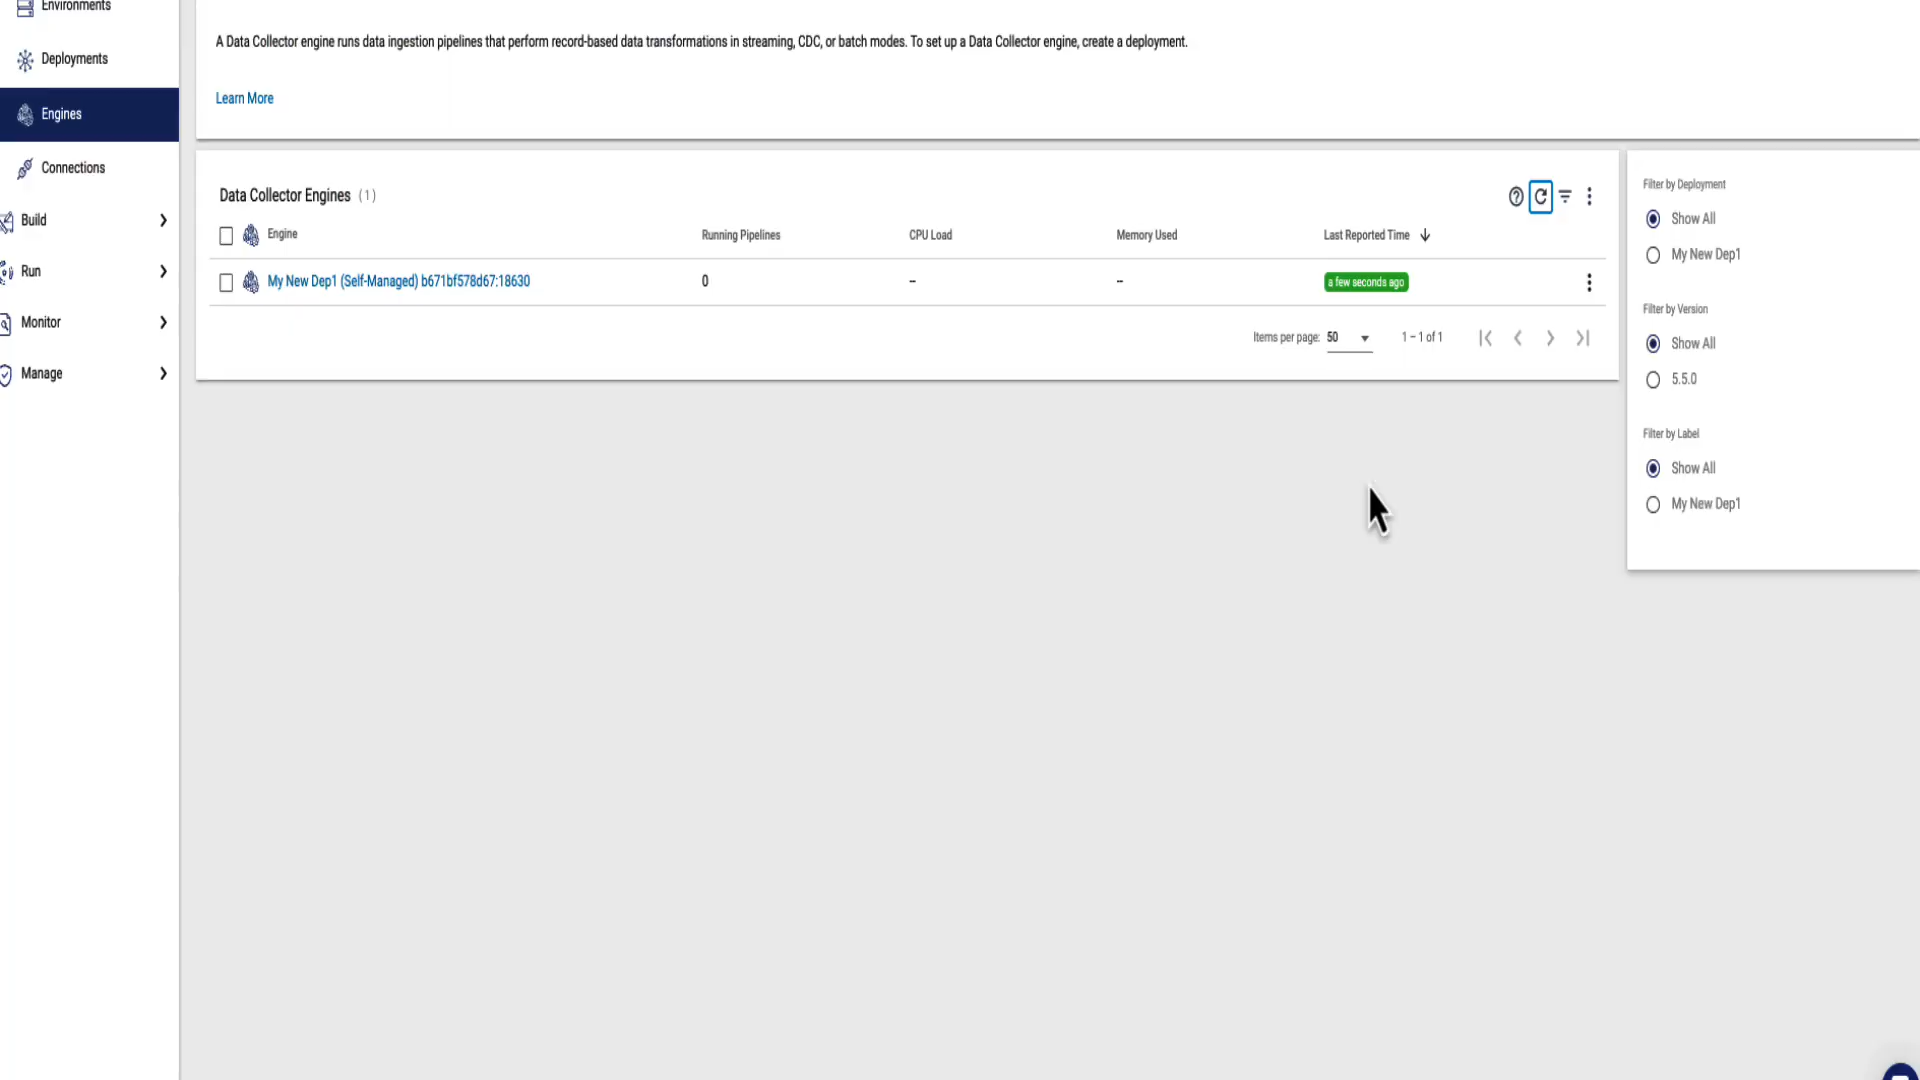 Environments
Deployments
Engines
Connections
Build
Run
Monitor
Manage
A Data Collector engine runs data ingestion pipelines that perform record-based data transformations in streaming, CDC, or batch modes. To set up a Data Collector engine, create a deployment.
Learn More
Data Collector Engines (1)
Engine Running Pipelines CPU Load Memory Used Last Reported Time
My New Dep1 (Self-Managed) b671bf578d67:18630 0 -- -- a few seconds ago
Items per page: 50 1 – 1 of 1
Filter by Deployment
Show All
My New Dep1
Filter by Version
Show All
5.5.0
Filter by Label
Show All
My New Dep1